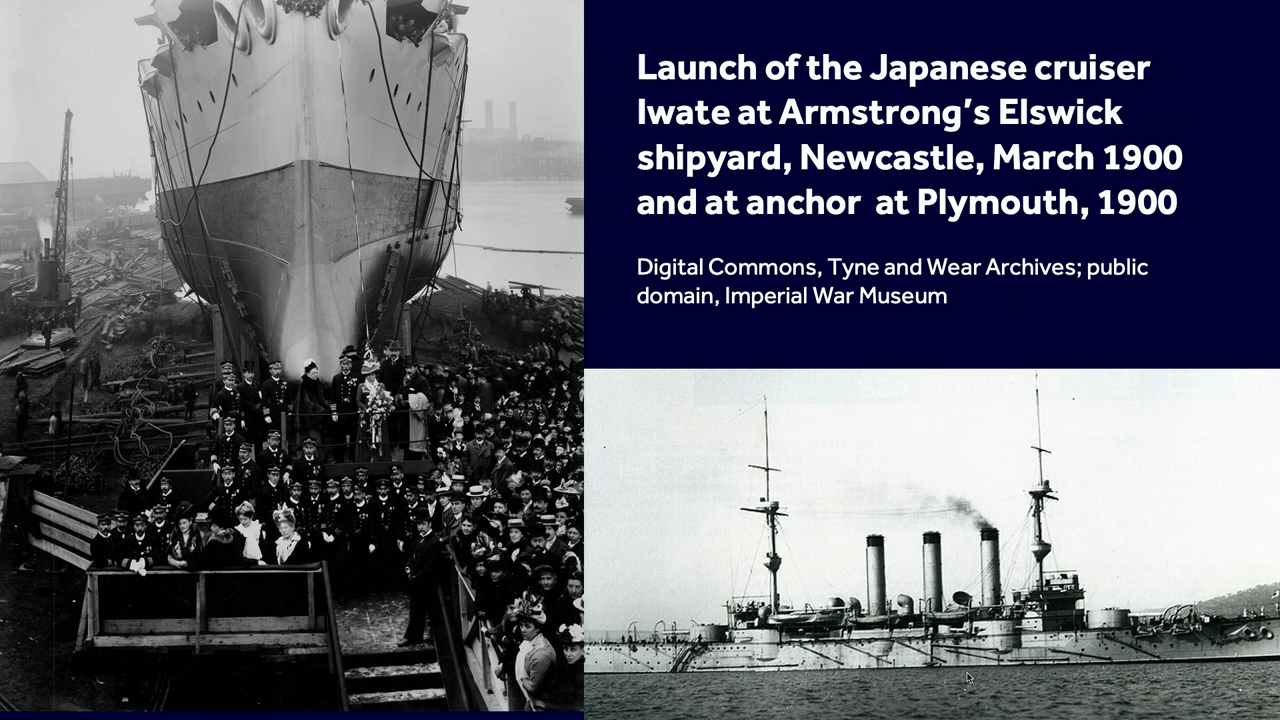 Launch of the Japanese cruiser
Iwate at Armstrong’s Elswick
shipyard, Newcastle, March 1900
and at anchor  at Plymouth, 1900
Digital Commons, Tyne and Wear Archives; public
domain, Imperial War Museum